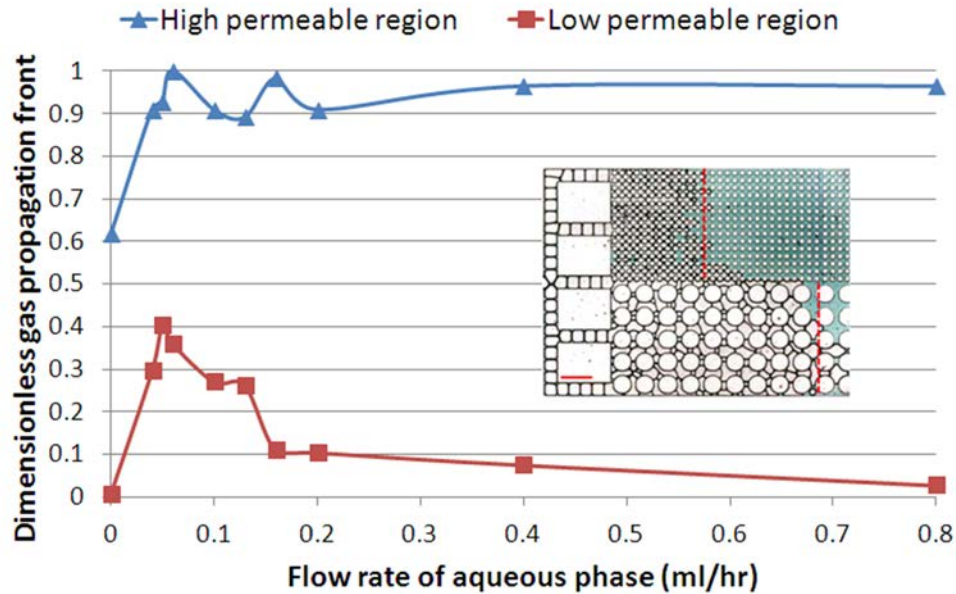 High permeable region Low permeable region
Dimensionless gas propagation front
1
0.9
0.8
0.7
0.6
0.5
0.4
0.3
0.2
0.1
0
0 0.1 0.2 0.3 0.4 0.5 0.6 0.7 0.8
Flow rate of aqueous phase (ml/hr)